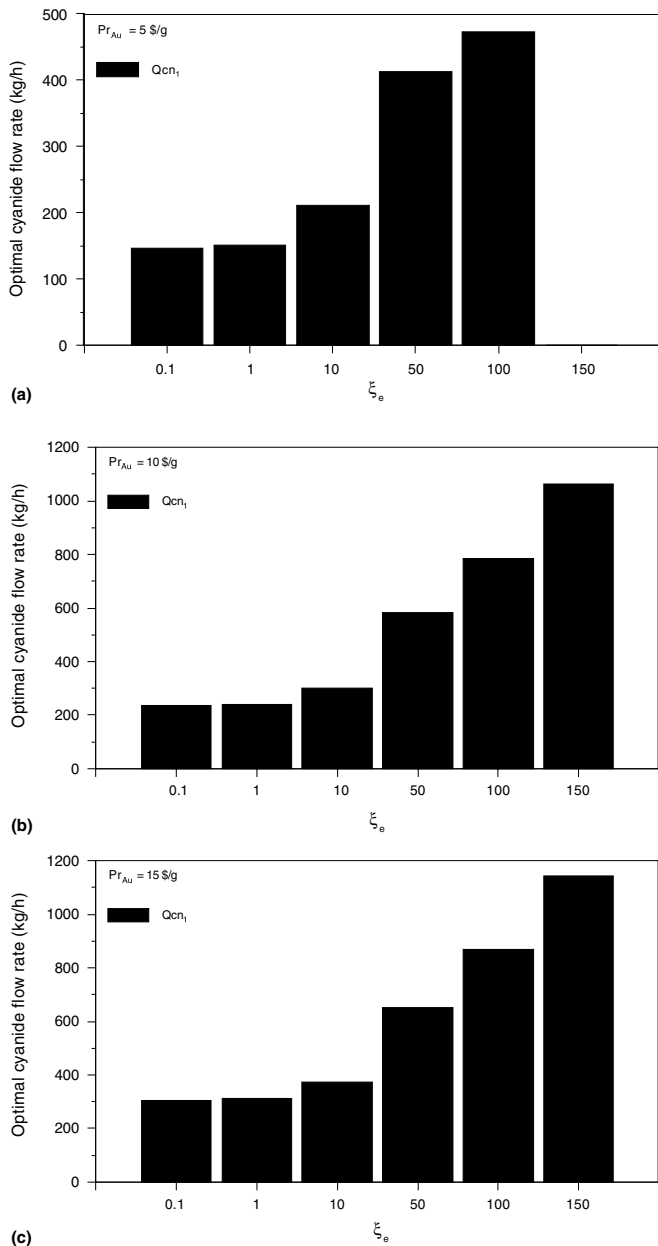 500
400
300
200
100
0
Optimal cyanide flow rate (kg/h)
Pr_Au = 5 $/g
Qcn₁
0.1 1 10 50 100 150
ξ_e
(a)
1200
1000
800
600
400
200
0
Optimal cyanide flow rate (kg/h)
Pr_Au = 10 $/g
Qcn₁
0.1 1 10 50 100 150
ξ_e
(b)
1200
1000
800
600
400
200
0
Optimal cyanide flow rate (kg/h)
Pr_Au = 15 $/g
Qcn₁
0.1 1 10 50 100 150
ξ_e
(c)